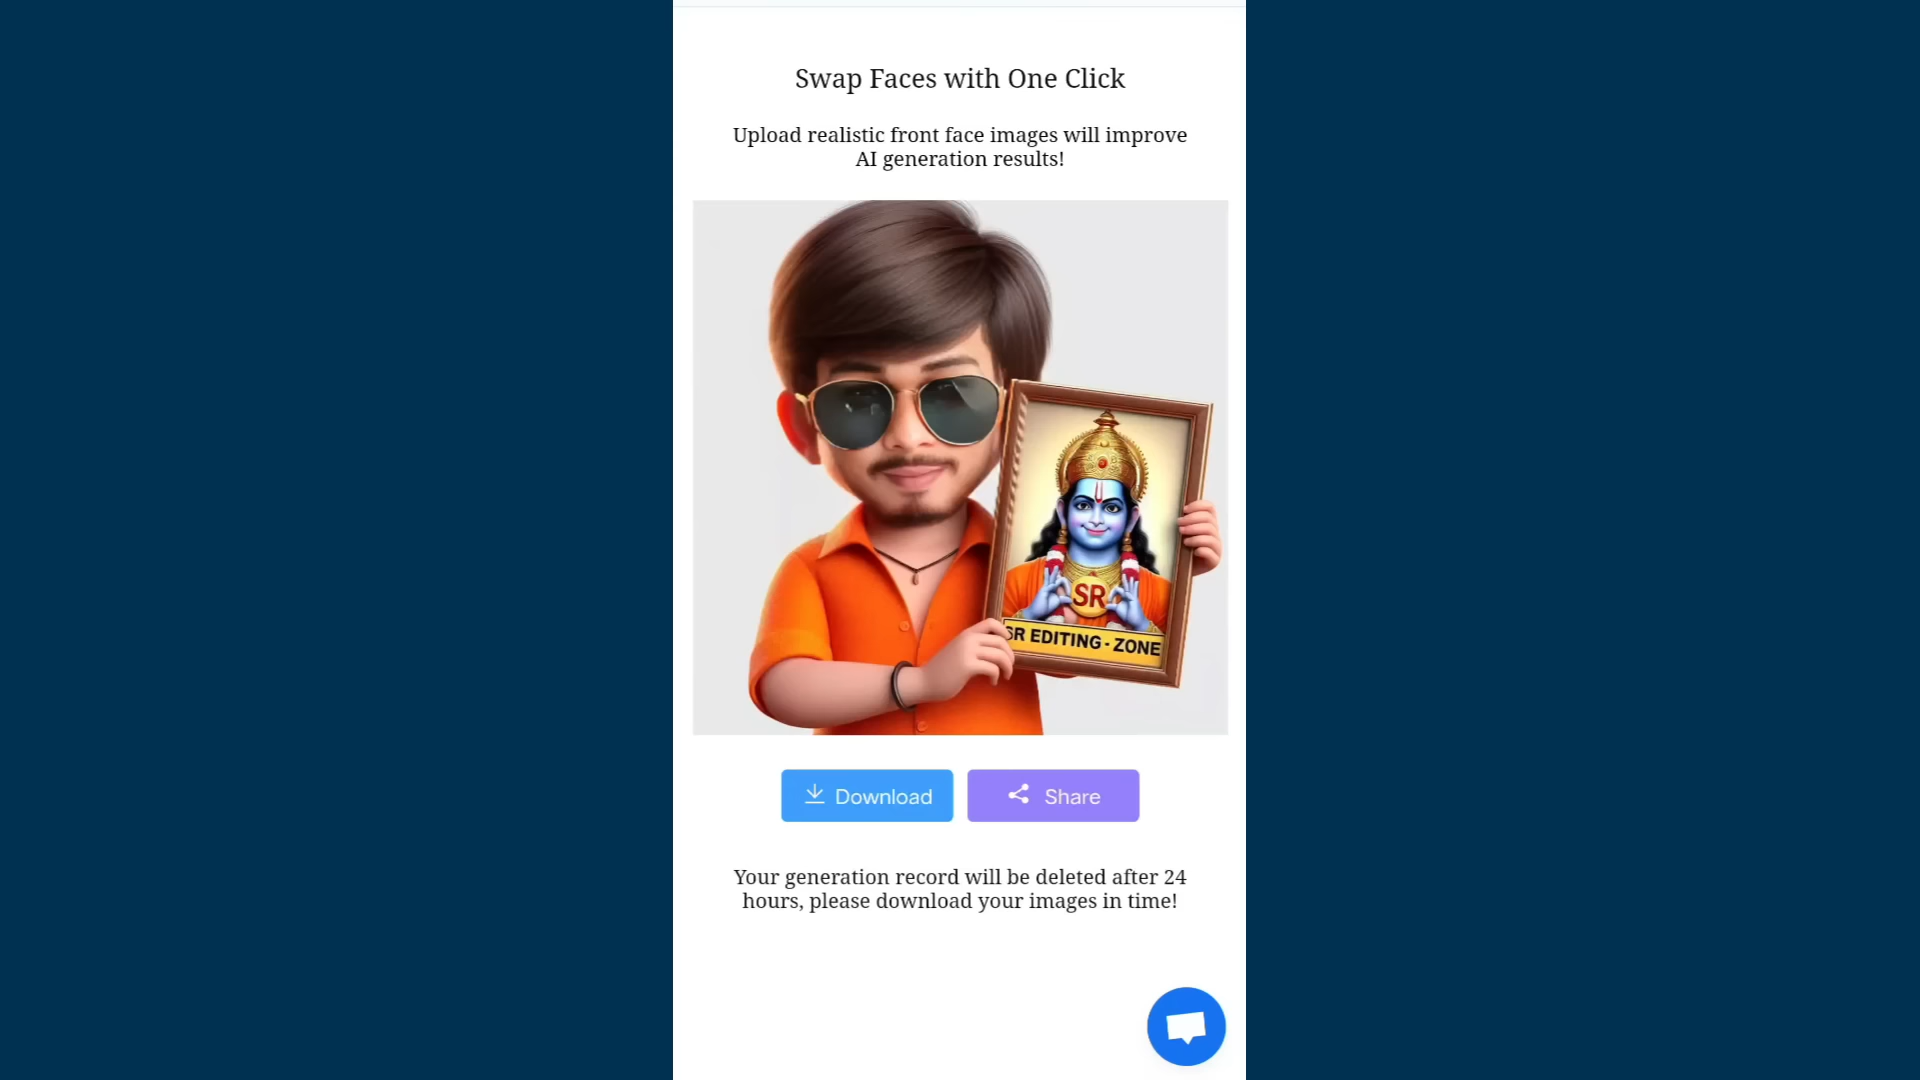 Swap Faces with One Click
Upload realistic front face images will improve
AI generation results!
SR
SR EDITING - ZONE
Download
Share
Your generation record will be deleted after 24
hours, please download your images in time!